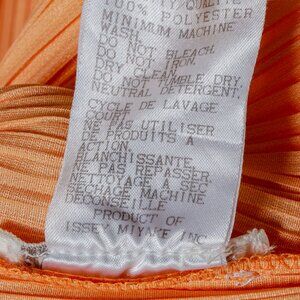 QUALITE
100% POLYESTER
MINIMUM MACHINE
WASH.
DO NOT BLEACH.
DO NOT IRON.
DRY CLEAN.
DO NOT TUMBLE DRY.
NEUTRAL DETERGENT.
CYCLE DE LAVAGE
COURT
NE PAS UTILISER
DE PRODUITS A
ACTION
BLANCHISSANTE
NE PAS REPASSER.
NETTOYAGE A SEC
SECHAGE MACHINE
DECONSEILLE
PRODUCT OF
ISSEY MIYAKE INC.